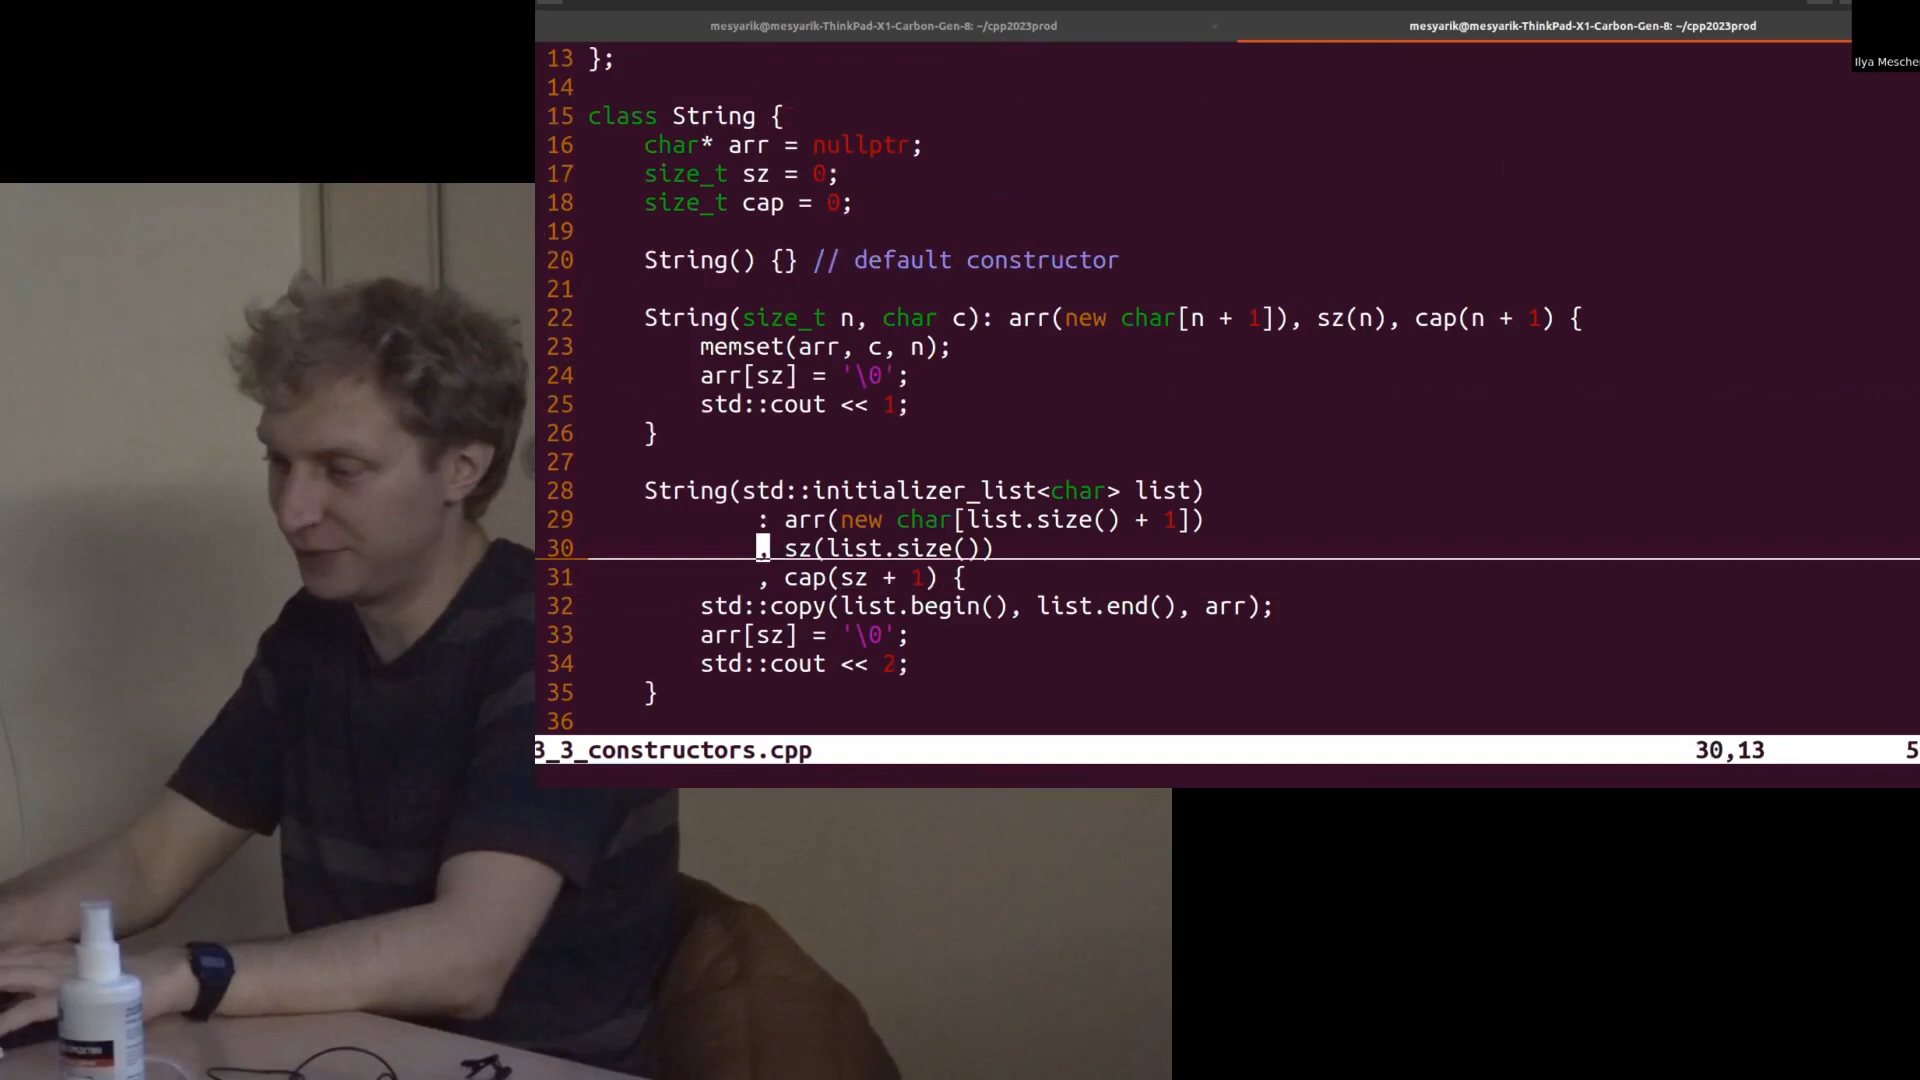 mesyarik@mesyarik-ThinkPad-X1-Carbon-Gen-8: ~/cpp2023prod × mesyarik@mesyarik-ThinkPad-X1-Carbon-Gen-8: ~/cpp2023prod
Ilya Mesche
13 };
14
15 class String {
16     char* arr = nullptr;
17     size_t sz = 0;
18     size_t cap = 0;
19
20     String() {} // default constructor
21
22     String(size_t n, char c): arr(new char[n + 1]), sz(n), cap(n + 1) {
23         memset(arr, c, n);
24         arr[sz] = '\0';
25         std::cout << 1;
26     }
27
28     String(std::initializer_list<char> list)
29             : arr(new char[list.size() + 1])
30             , sz(list.size())
31             , cap(sz + 1) {
32         std::copy(list.begin(), list.end(), arr);
33         arr[sz] = '\0';
34         std::cout << 2;
35     }
36
3_3_constructors.cpp 30,13 5